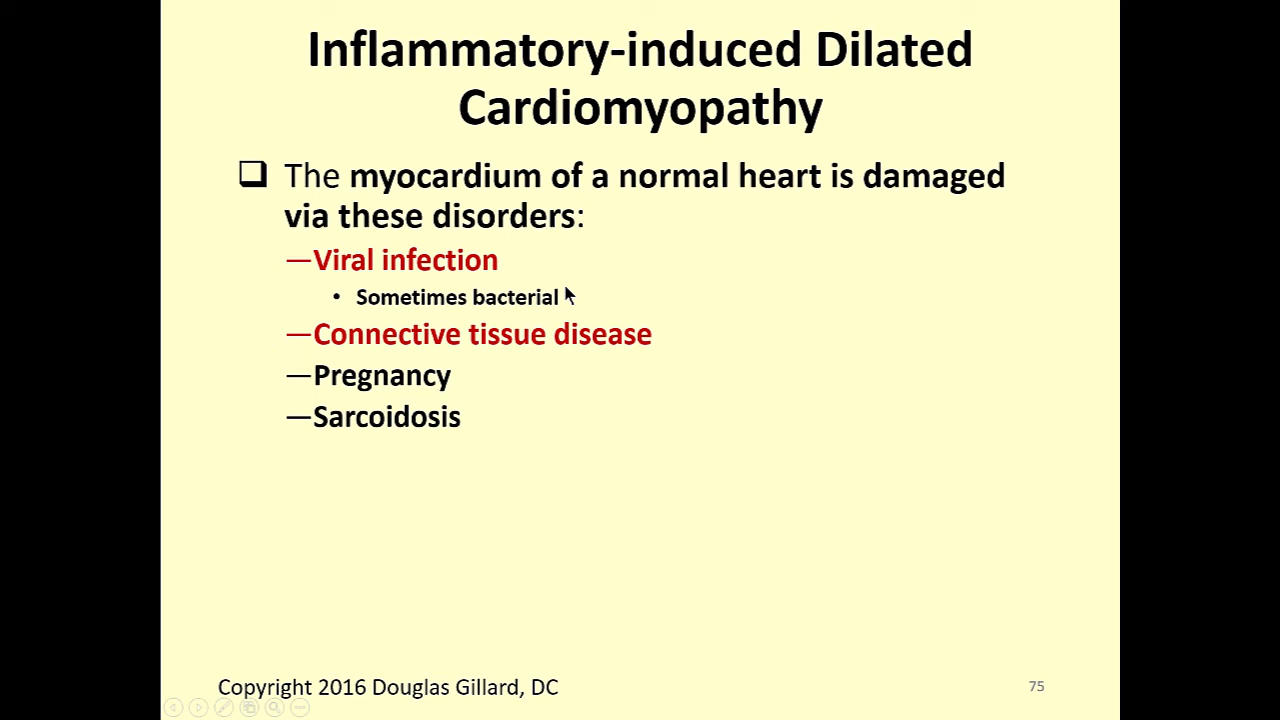 Inflammatory-induced Dilated
Cardiomyopathy
❑ The myocardium of a normal heart is damaged
via these disorders:
—Viral infection
• Sometimes bacterial
—Connective tissue disease
—Pregnancy
—Sarcoidosis
Copyright 2016 Douglas Gillard, DC
75